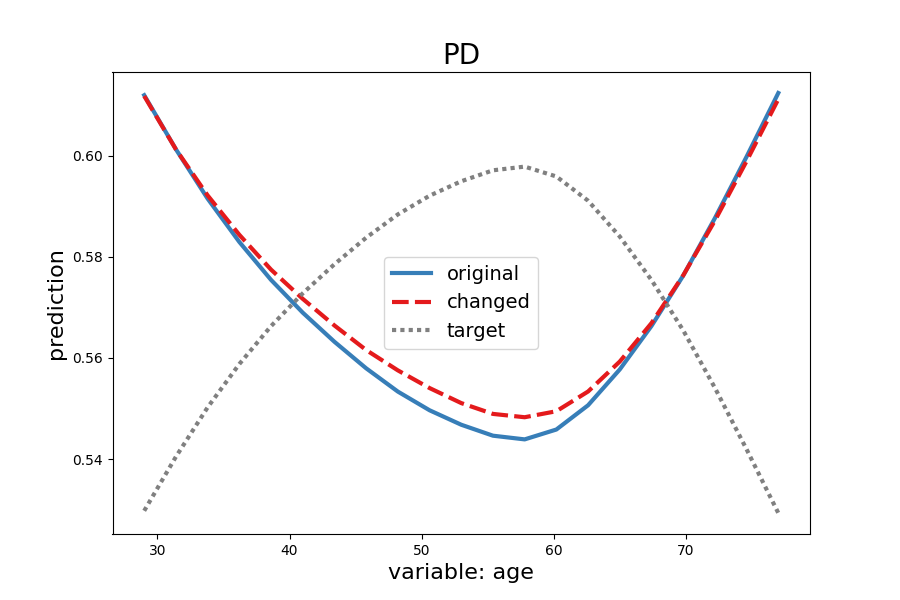 PD
prediction
0.60
0.58
0.56
0.54
original
changed
target
30 40 50 60 70
variable: age